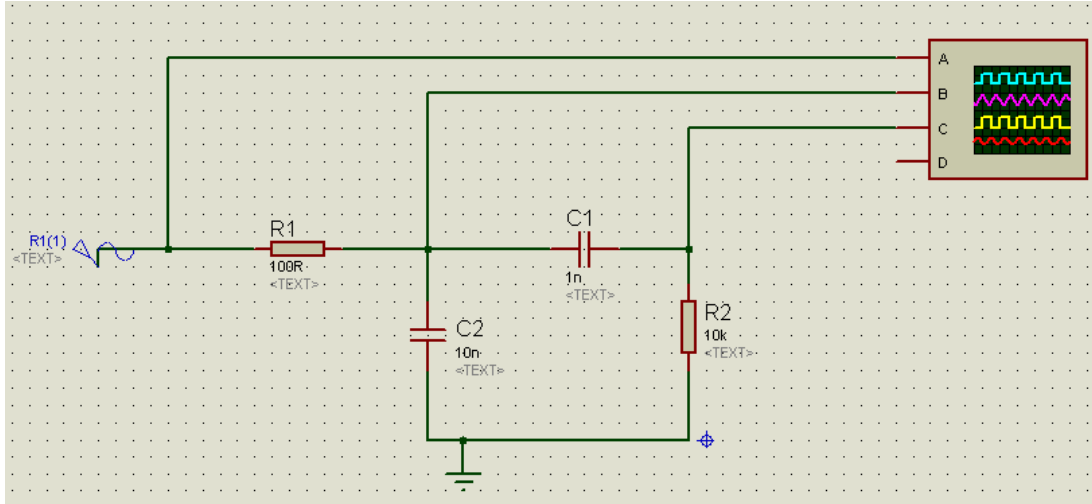 A
B
C
D
R1(1)
<TEXT>
R1
100R
<TEXT>
C1
1n
<TEXT>
C2
10n
<TEXT>
R2
10k
<TEXT>